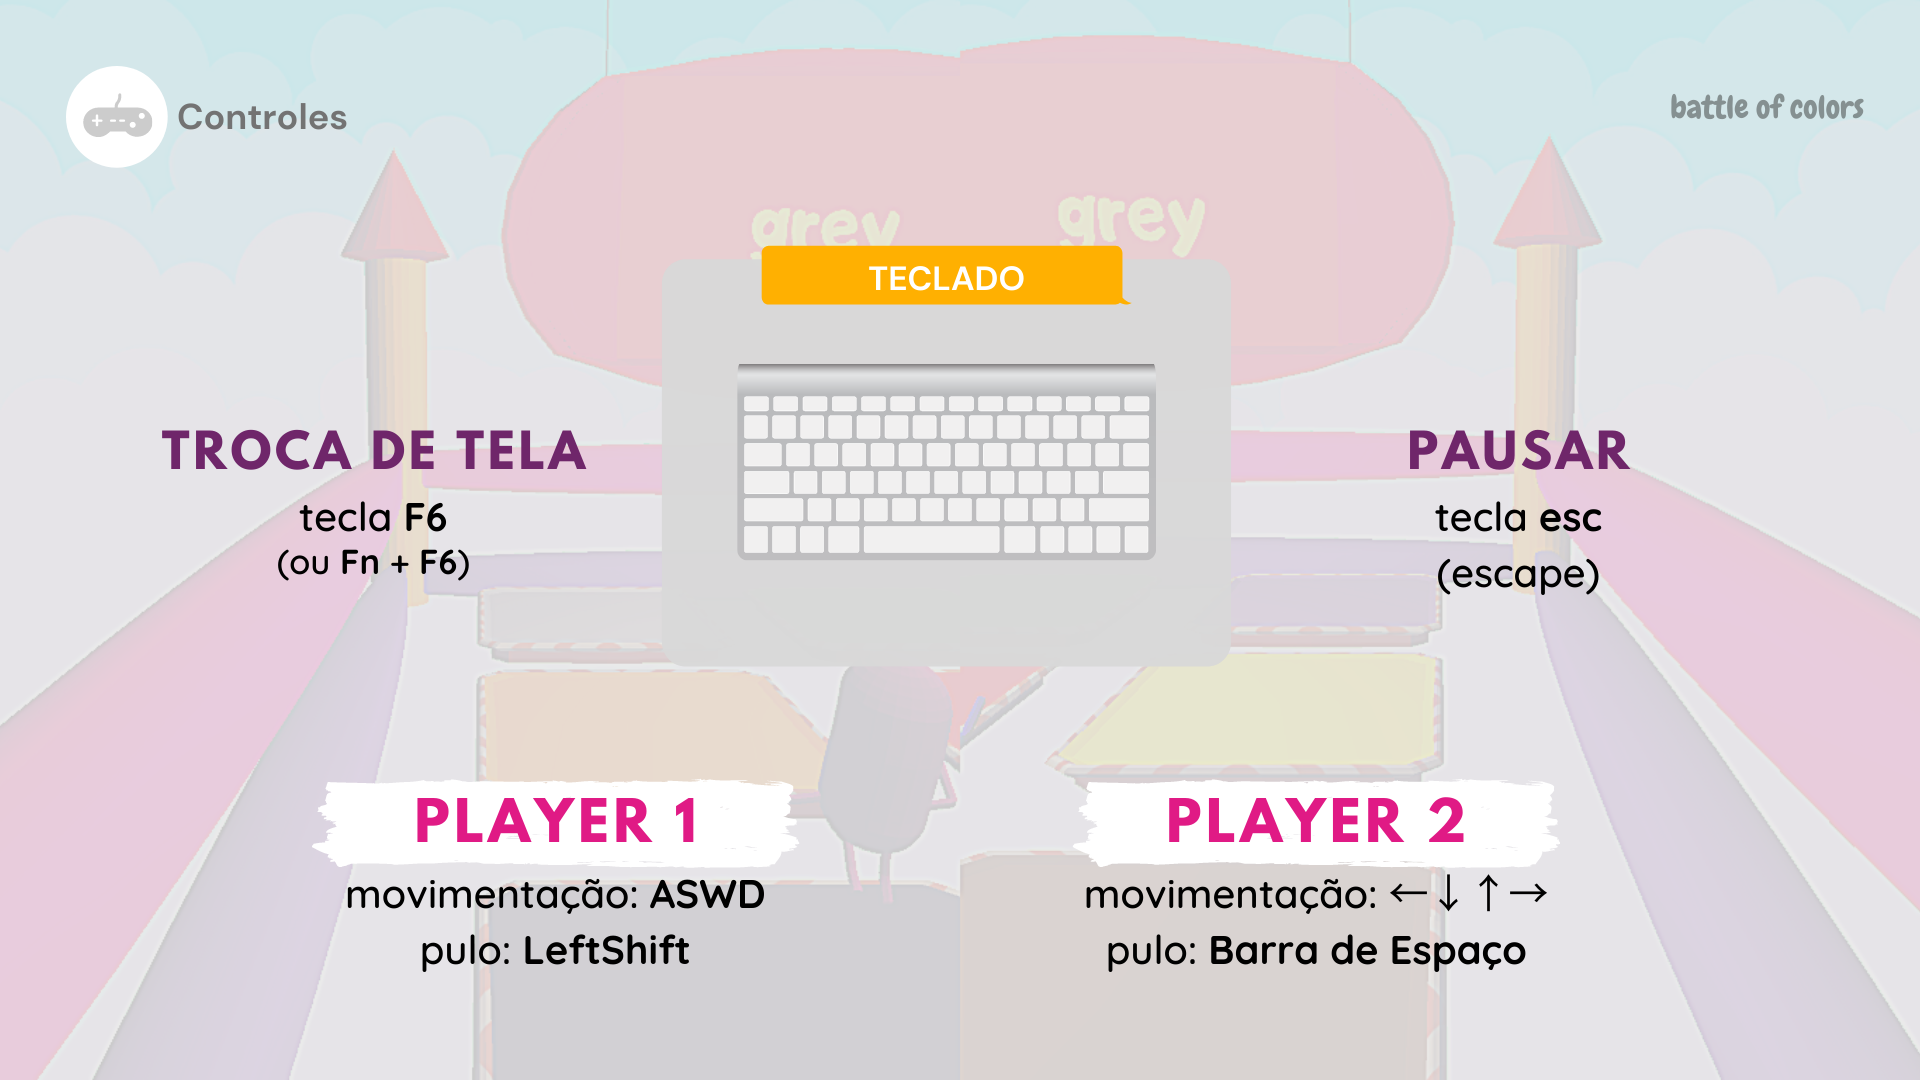 Controles
battle of colors
grey
grey
TECLADO
TROCA DE TELA
tecla F6
(ou Fn + F6)
PAUSAR
tecla esc
(escape)
PLAYER 1
movimentação: ASWD
pulo: LeftShift
PLAYER 2
movimentação: ←↓↑→
pulo: Barra de Espaço